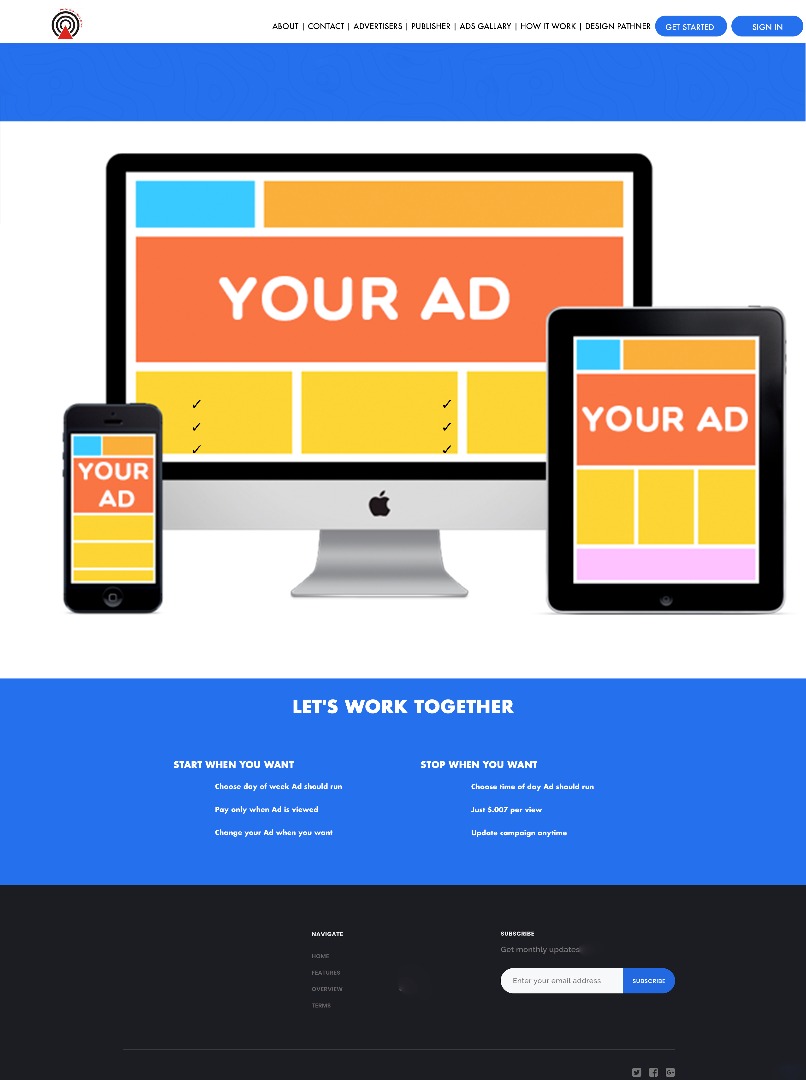 ABOUT | CONTACT | ADVERTISERS | PUBLISHER | ADS GALLARY | HOW IT WORK | DESIGN PATHNER GET STARTED SIGN IN
YOUR AD
YOUR AD
YOUR
AD
✓ ✓
✓ ✓
✓ ✓
LET'S WORK TOGETHER
START WHEN YOU WANT
Choose day of week Ad should run
Pay only when Ad is viewed
Change your Ad when you want
STOP WHEN YOU WANT
Choose time of day Ad should run
Just $.007 per view
Update campaign anytime
NAVIGATE
HOME
FEATURES
OVERVIEW
TERMS
SUBSCRIBE
Get monthly updates
Enter your email address SUBSCRIBE